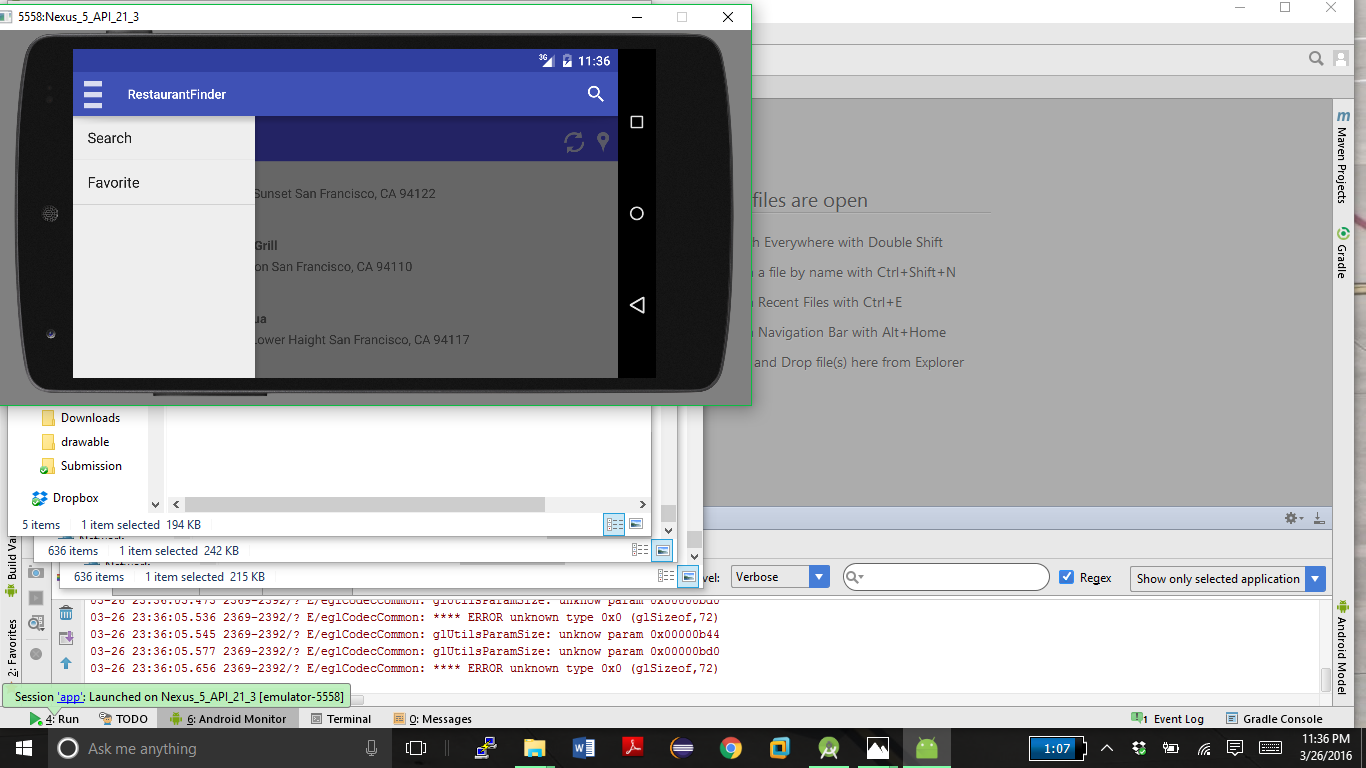 5558:Nexus_5_API_21_3
3G 11:36
RestaurantFinder
Search
Favorite
Sunset San Francisco, CA 94122
Grill
on San Francisco, CA 94110
ua
Lower Haight San Francisco, CA 94117
files are open
h Everywhere with Double Shift
a file by name with Ctrl+Shift+N
Recent Files with Ctrl+E
Navigation Bar with Alt+Home
and Drop file(s) here from Explorer
m Maven Projects
Gradle
Downloads
drawable
Submission
Dropbox
5 items 1 item selected 194 KB
636 items 1 item selected 242 KB
636 items 1 item selected 215 KB
vel: Verbose
Regex
Show only selected application
03-26 23:36:05.475 2369-2392/? E/eglCodecCommon: glUtilsParamSize: unknow param 0x00000bd0
03-26 23:36:05.536 2369-2392/? E/eglCodecCommon: **** ERROR unknown type 0x0 (glSizeof,72)
03-26 23:36:05.545 2369-2392/? E/eglCodecCommon: glUtilsParamSize: unknow param 0x00000b44
03-26 23:36:05.577 2369-2392/? E/eglCodecCommon: glUtilsParamSize: unknow param 0x00000bd0
03-26 23:36:05.656 2369-2392/? E/eglCodecCommon: **** ERROR unknown type 0x0 (glSizeof,72)
Build Va
2: Favorites
Android Model
Session 'app': Launched on Nexus_5_API_21_3 [emulator-5558]
4: Run TODO 6: Android Monitor Terminal 0: Messages 1 Event Log Gradle Console
Ask me anything
1:07
11:36 PM
3/26/2016